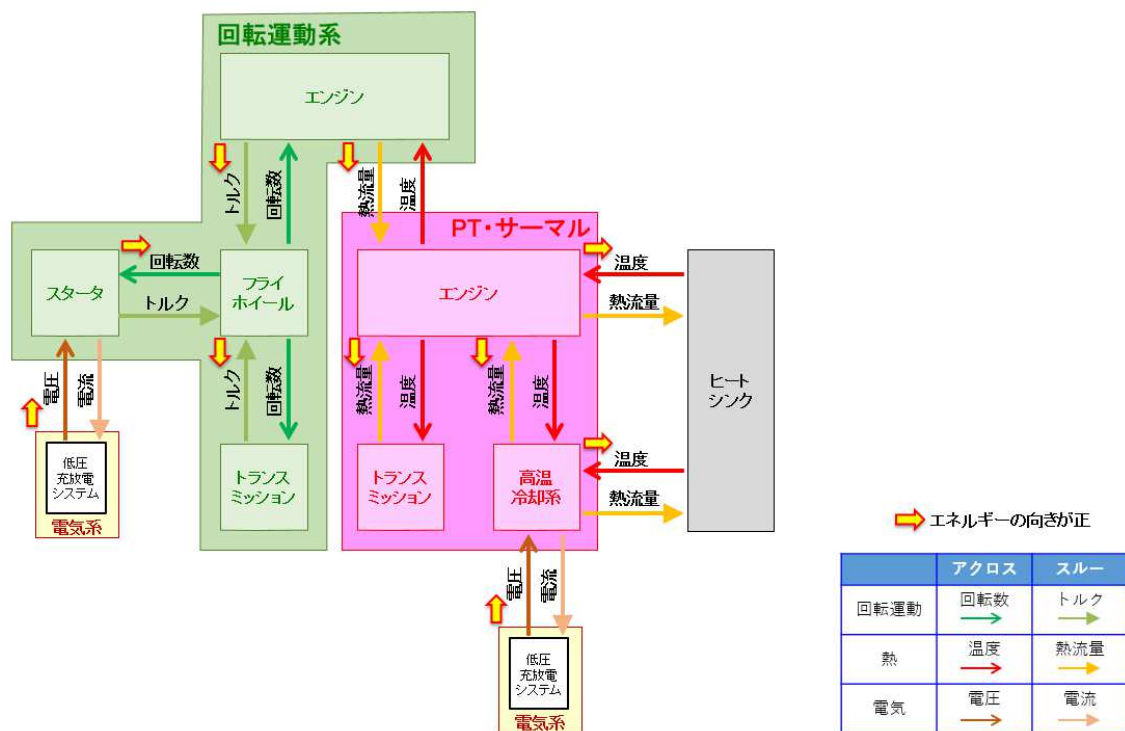 回転運動系
エンジン
トルク
回転数
熱流量
温度
PT・サーマル
スタータ
回転数
トルク
フライ
ホイール
エンジン
温度
熱流量
ヒート
シンク
電圧
電流
トルク
回転数
熱流量
温度
熱流量
温度
低圧
充放電
システム
電気系
トランス
ミッション
トランス
ミッション
高温
冷却系
温度
熱流量
電圧
電流
低圧
充放電
システム
電気系
エネルギーの向きが正
アクロス スルー
回転運動 回転数 トルク
熱 温度 熱流量
電気 電圧 電流